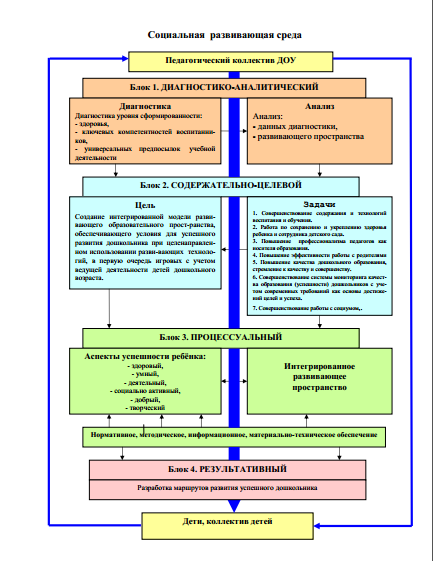 Социальная развивающая среда
Педагогический коллектив ДОУ
Блок 1. ДИАГНОСТИКО-АНАЛИТИЧЕСКИЙ
Диагностика
Диагностика уровня сформированности:
- здоровья,
- ключевых компетентностей воспитанни-
ков,
- универсальных предпосылок учебной
деятельности
Анализ
Анализ:
• данных диагностики,
• развивающего пространства
Блок 2. СОДЕРЖАТЕЛЬНО-ЦЕЛЕВОЙ
Цель
Создание интегрированной модели разви-
вающего образовательного прост-ранства,
обеспечивающего условия для успешного
развития дошкольника при целенаправлен-
ном использовании разви-вающих техноло-
гий, в первую очередь игровых с учетом
ведущей деятельности детей дошкольного
возраста.
Задачи
1. Совершенствование содержания и технологий
воспитания и обучения.
2. Работа по сохранению и укреплению здоровья
ребенка и сотрудника детского сада.
3. Повышение профессионализма педагогов как
носителя образования.
4. Повышение эффективности работы с родителями
5. Повышение качества дошкольного образования,
стремление к качеству и совершенству.
6. Совершенствование системы мониторинга качест-
ва образования (успешности) дошкольников с уче-
том современных требований как основы достиже-
ний целей и успеха.
7. Совершенствование работы с социумом,.
Блок 3. ПРОЦЕССУАЛЬНЫЙ
Аспекты успешности ребёнка:
- здоровый,
- умный,
- деятельный,
- социально активный,
- добрый,
- творческий
Интегрированное
развивающее
пространство
Нормативное, методическое, информационное, материально-техническое обеспечение
Блок 4. РЕЗУЛЬТАТИВНЫЙ
Разработка маршрутов развития успешного дошкольника
Дети, коллектив детей